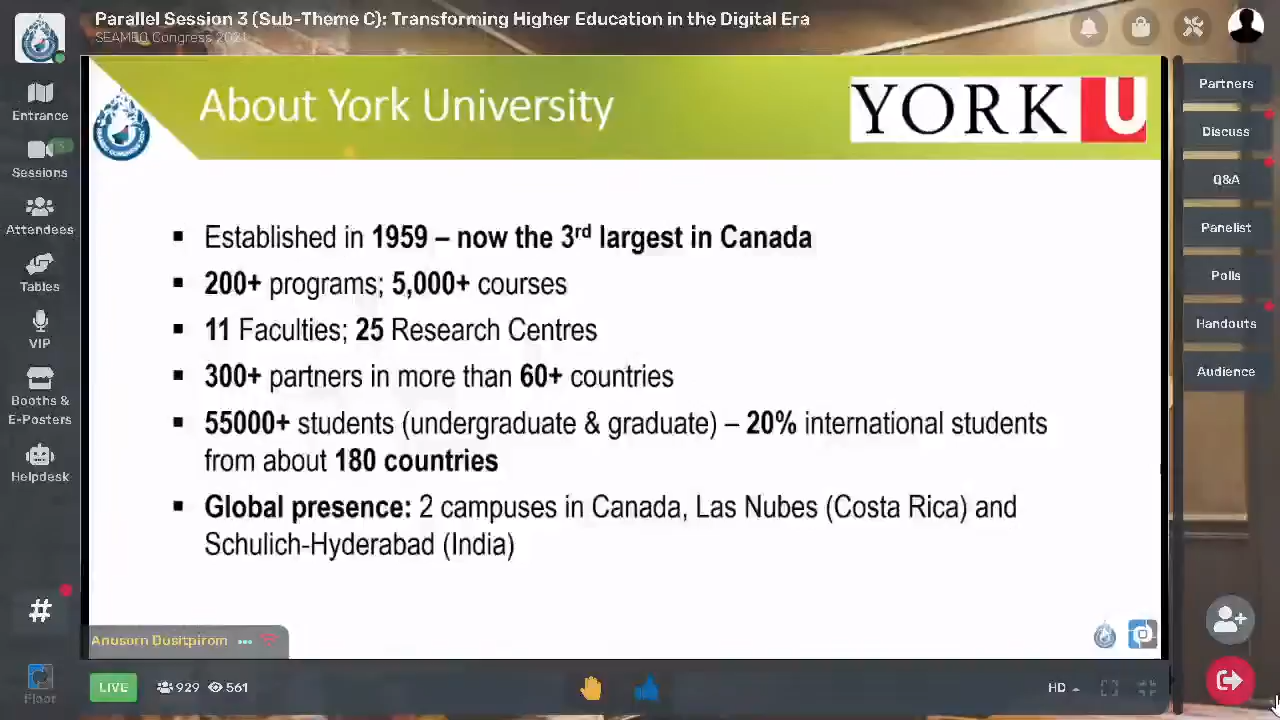 Parallel Session 3 (Sub-Theme C): Transforming Higher Education in the Digital Era
SEAMEO Congress 2021
Entrance
5
Sessions
Attendees
Tables
VIP
Booths &
E-Posters
Helpdesk
#
Floor
About York University
YORK U
▪ Established in 1959 – now the 3rd largest in Canada
▪ 200+ programs; 5,000+ courses
▪ 11 Faculties; 25 Research Centres
▪ 300+ partners in more than 60+ countries
▪ 55000+ students (undergraduate & graduate) – 20% international students
from about 180 countries
▪ Global presence: 2 campuses in Canada, Las Nubes (Costa Rica) and
Schulich-Hyderabad (India)
Anusorn Dusitpirom
LIVE
929
561
HD
Partners
Discuss
Q&A
Panelist
Polls
Handouts
Audience